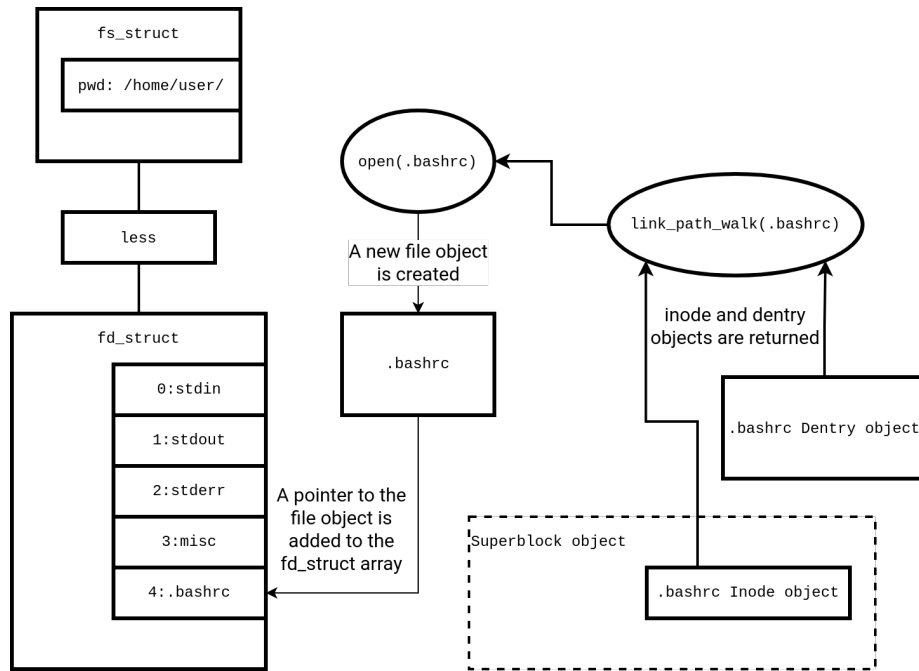 fs_struct
pwd: /home/user/
less
fd_struct
0:stdin
1:stdout
2:stderr
3:misc
4:.bashrc
open(.bashrc)
A new file object
is created
.bashrc
A pointer to the
file object is
added to the
fd_struct array
link_path_walk(.bashrc)
inode and dentry
objects are returned
.bashrc Dentry object
Superblock object
.bashrc Inode object